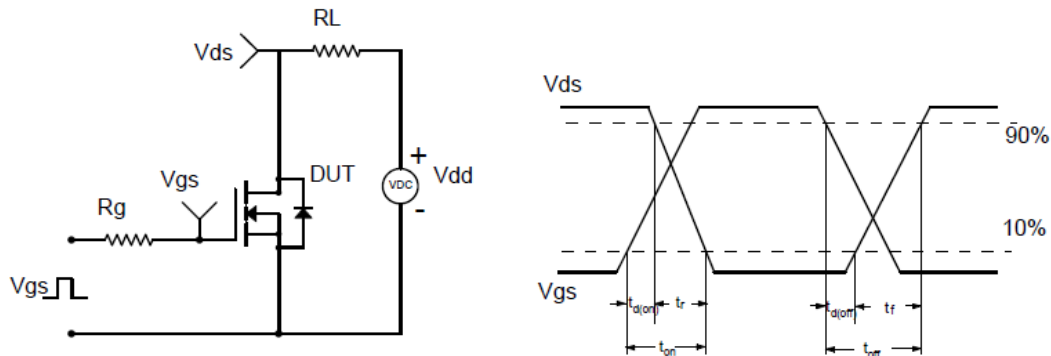 RL
Vds
Vgs
DUT
+
VDC
Vdd
-
Rg
Vgs
Vds
90%
10%
Vgs
td(on)
tr
td(off)
tf
ton
toff